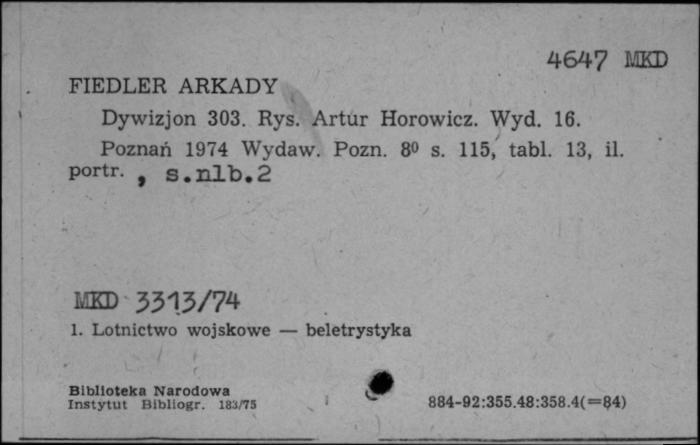 4647 MKD
FIEDLER ARKADY
Dywizjon 303. Rys. Artur Horowicz. Wyd. 16.
Poznań 1974 Wydaw. Pozn. 8⁰ s. 115, tabl. 13, il.
portr. , s.nlb.2
MKD 3313/74
1. Lotnictwo wojskowe — beletrystyka
Biblioteka Narodowa
Instytut Bibliogr. 183/75
884-92:355.48:358.4(=84)